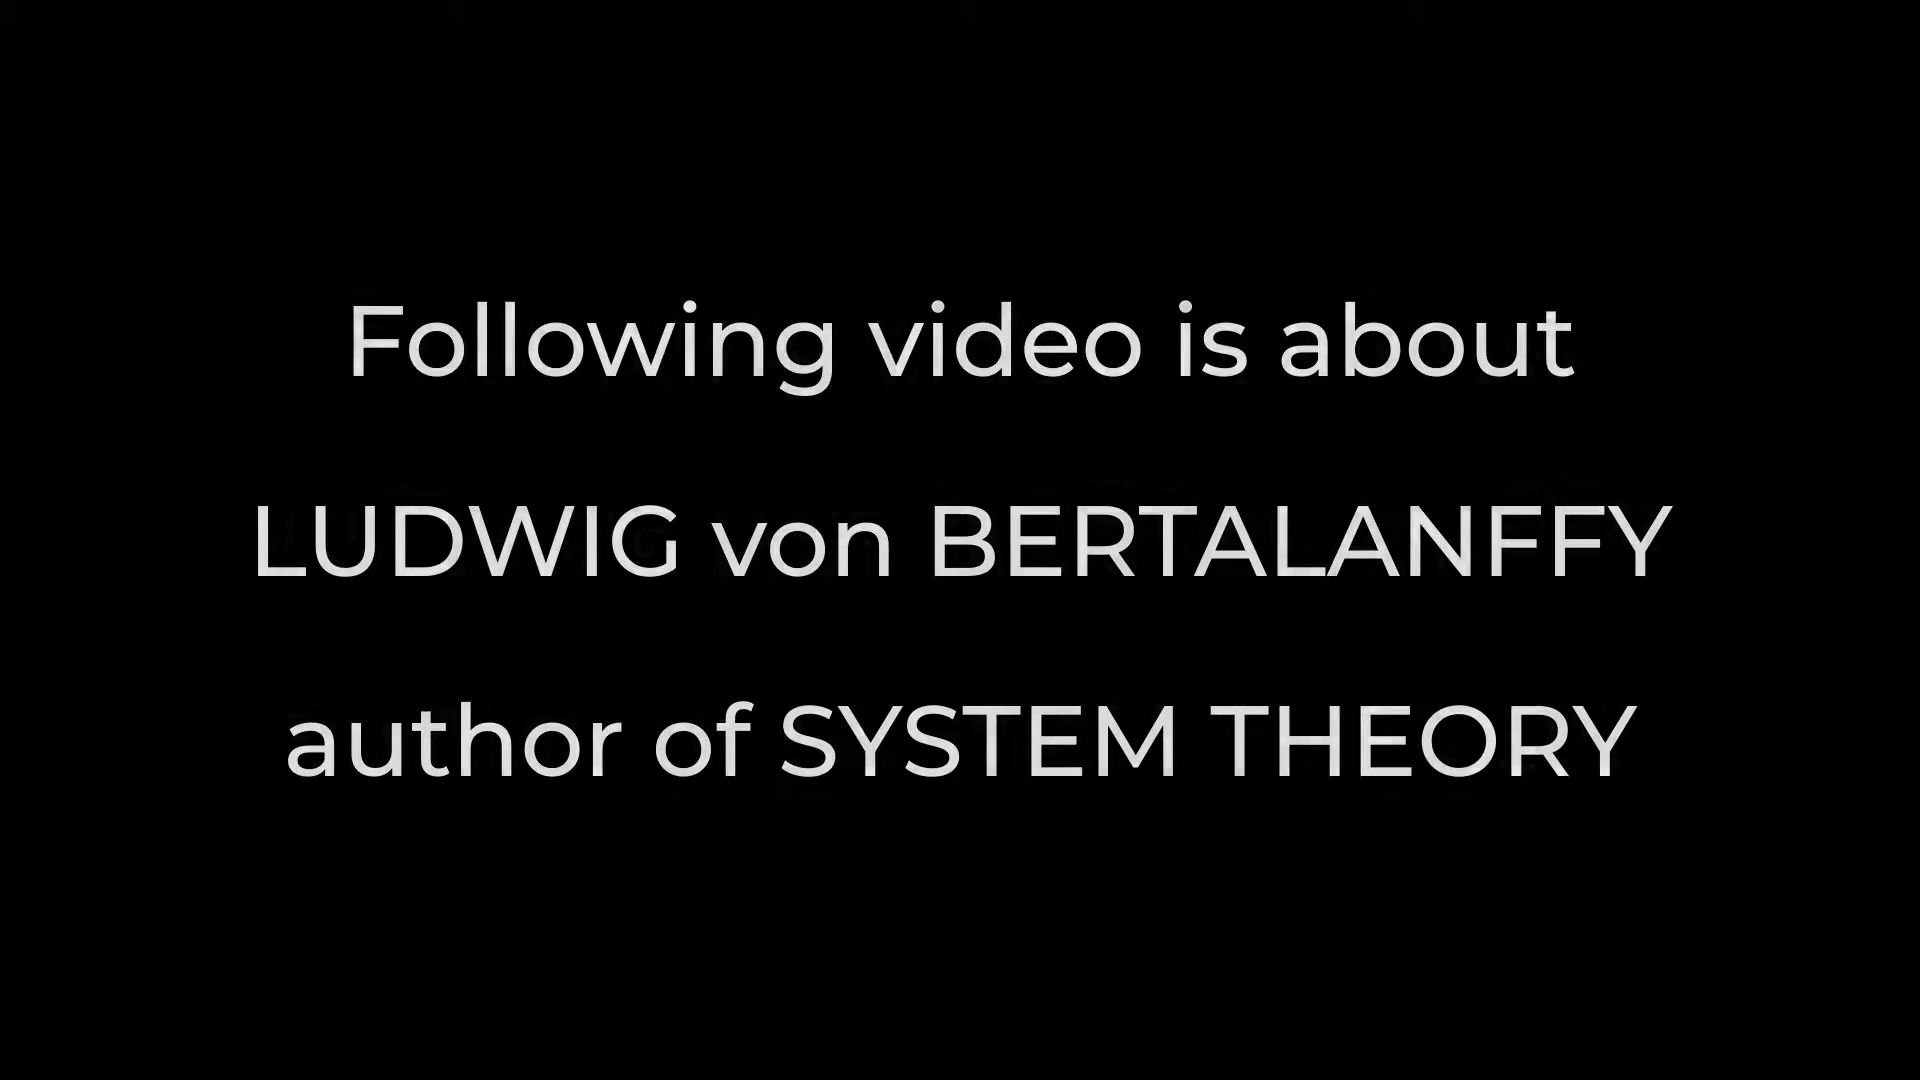 Following video is about
LUDWIG von BERTALANFFY
author of SYSTEM THEORY